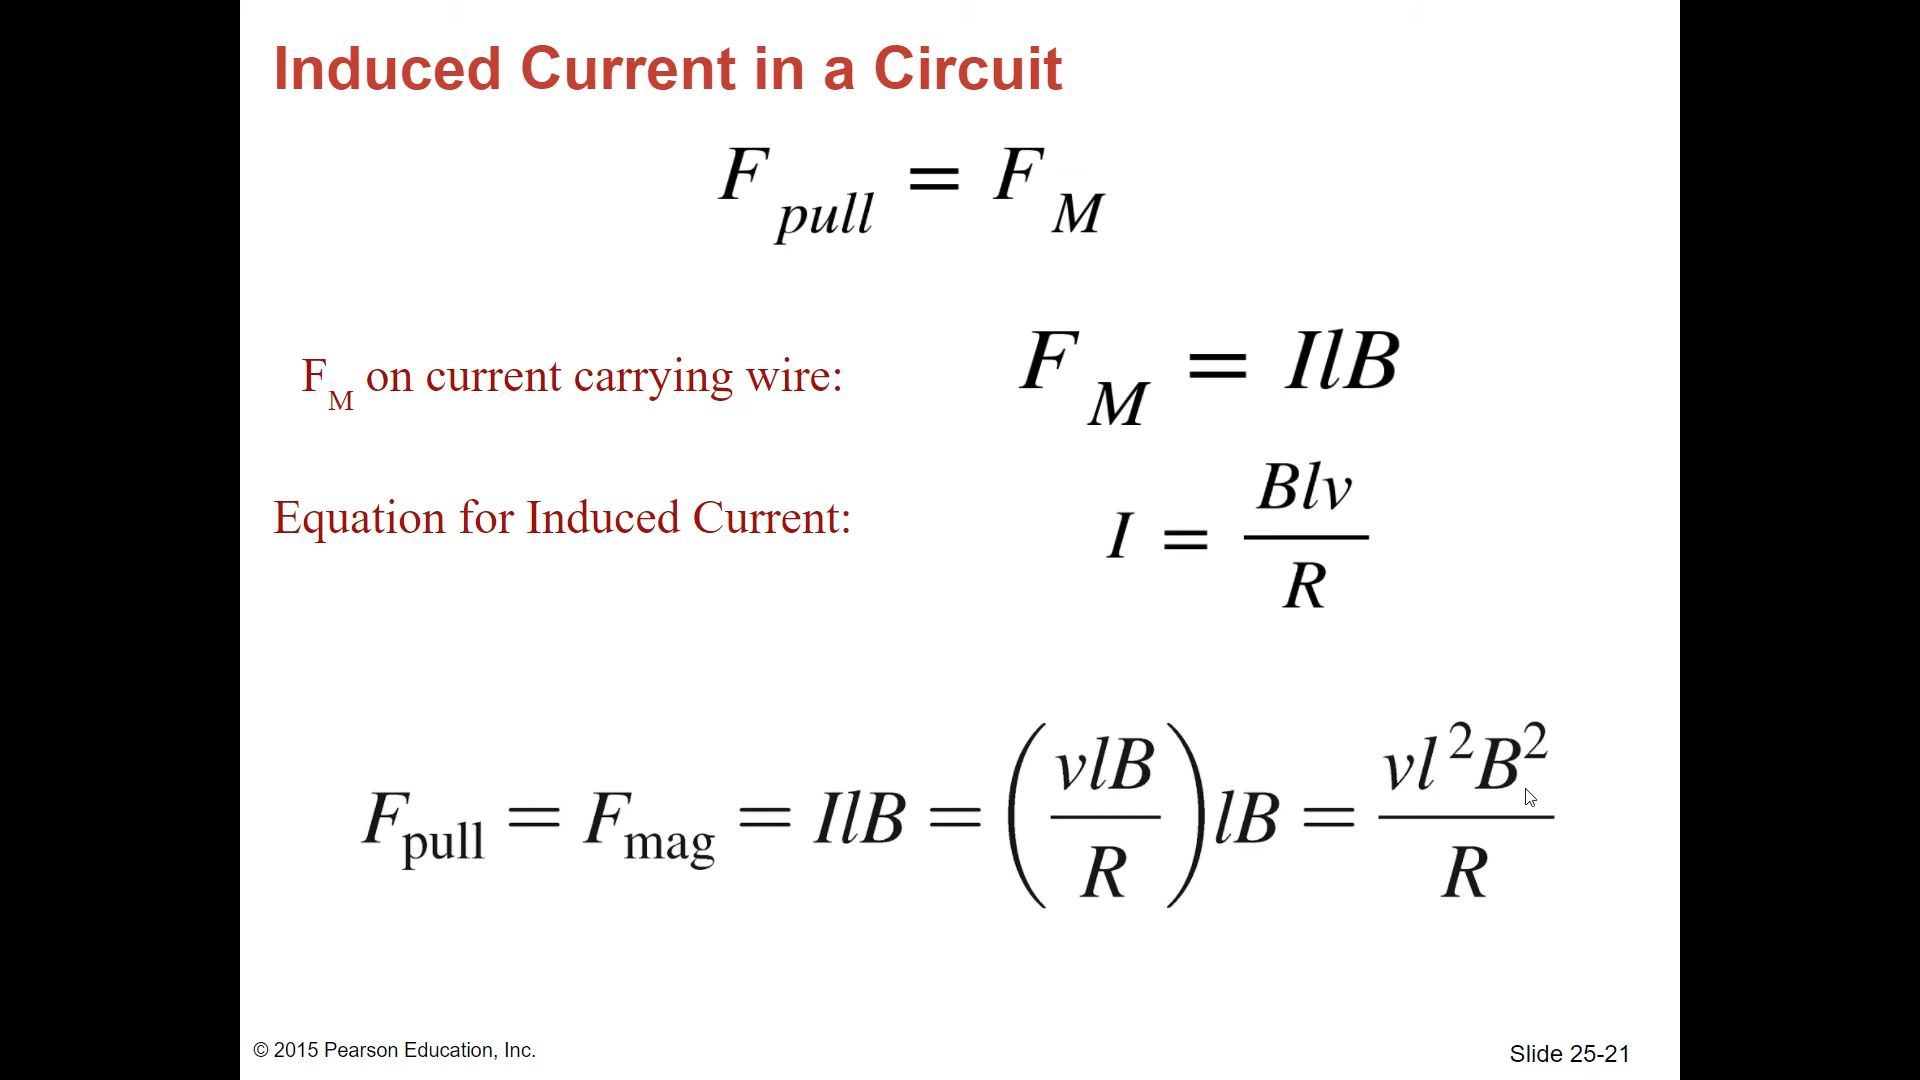 Induced Current in a Circuit
F_pull = F_M
F_M on current carrying wire: F_M = IlB
Equation for Induced Current: I = Blv / R
F_pull = F_mag = IlB = (vlB / R) lB = vl²B² / R
© 2015 Pearson Education, Inc. Slide 25-21